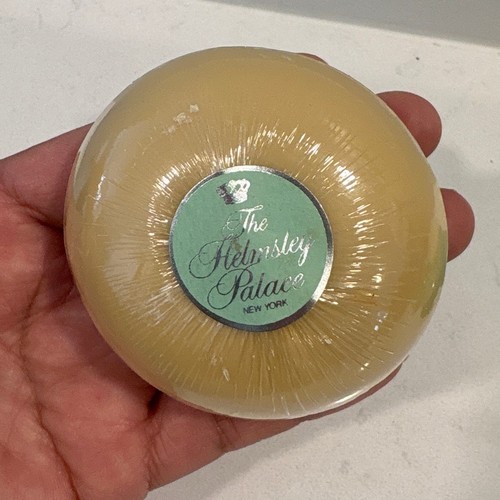 The
Helmsley
Palace
NEW YORK